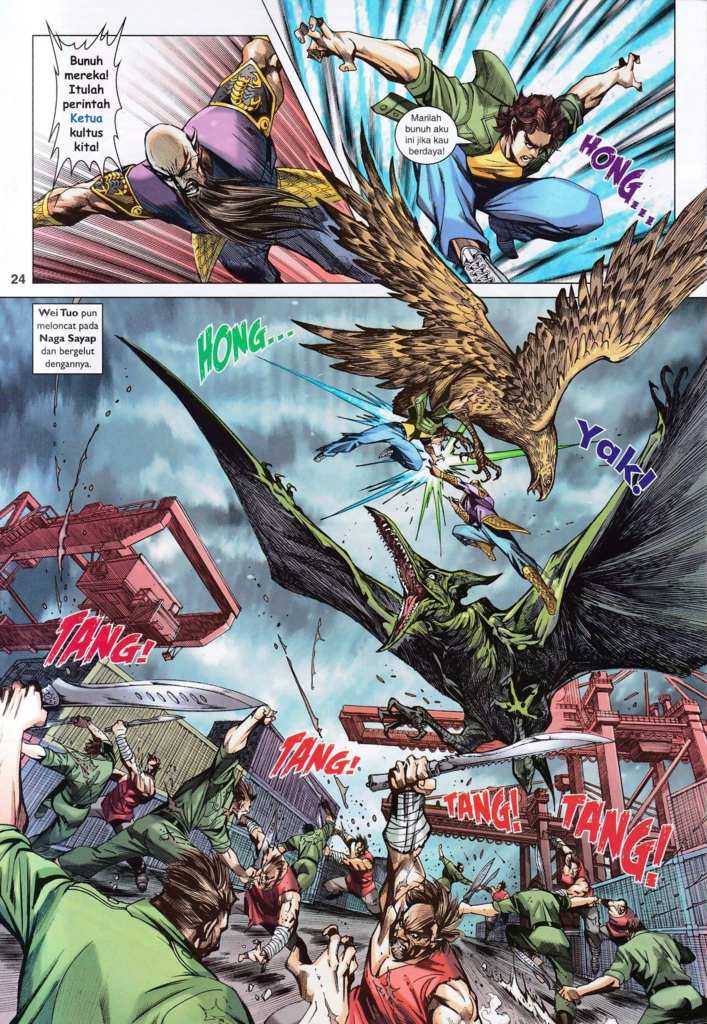 Bunuh
mereka!
Itulah
perintah
Ketua
kultus
kita!
Marilah
bunuh aku
ini jika kau
berdaya!
HONG...
24
Wei Tuo pun
meloncat pada
Naga Sayap
dan bergelut
dengannya.
HONG...
Yak!
TANG!
TANG!
TANG!
TANG!